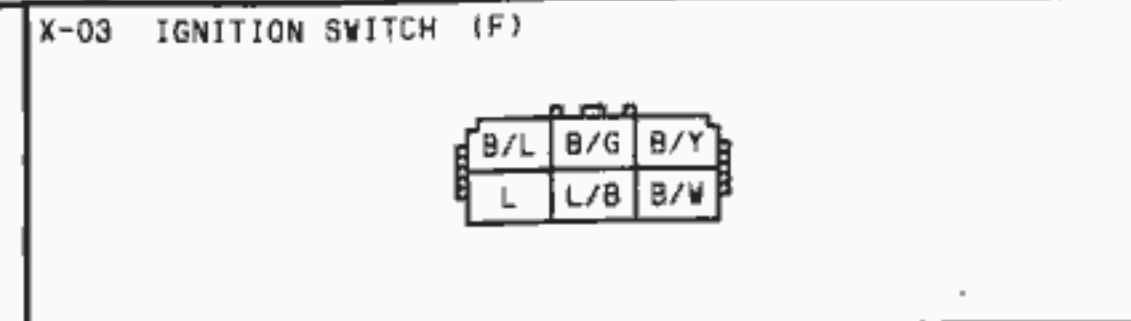 X-03 IGNITION SWITCH (F)
B/L B/G B/Y
L L/B B/W